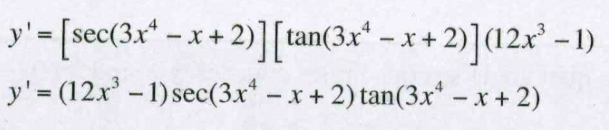 y' = [sec(3x⁴ − x + 2)][tan(3x⁴ − x + 2)](12x³ − 1)
y' = (12x³ − 1) sec(3x⁴ − x + 2) tan(3x⁴ − x + 2)